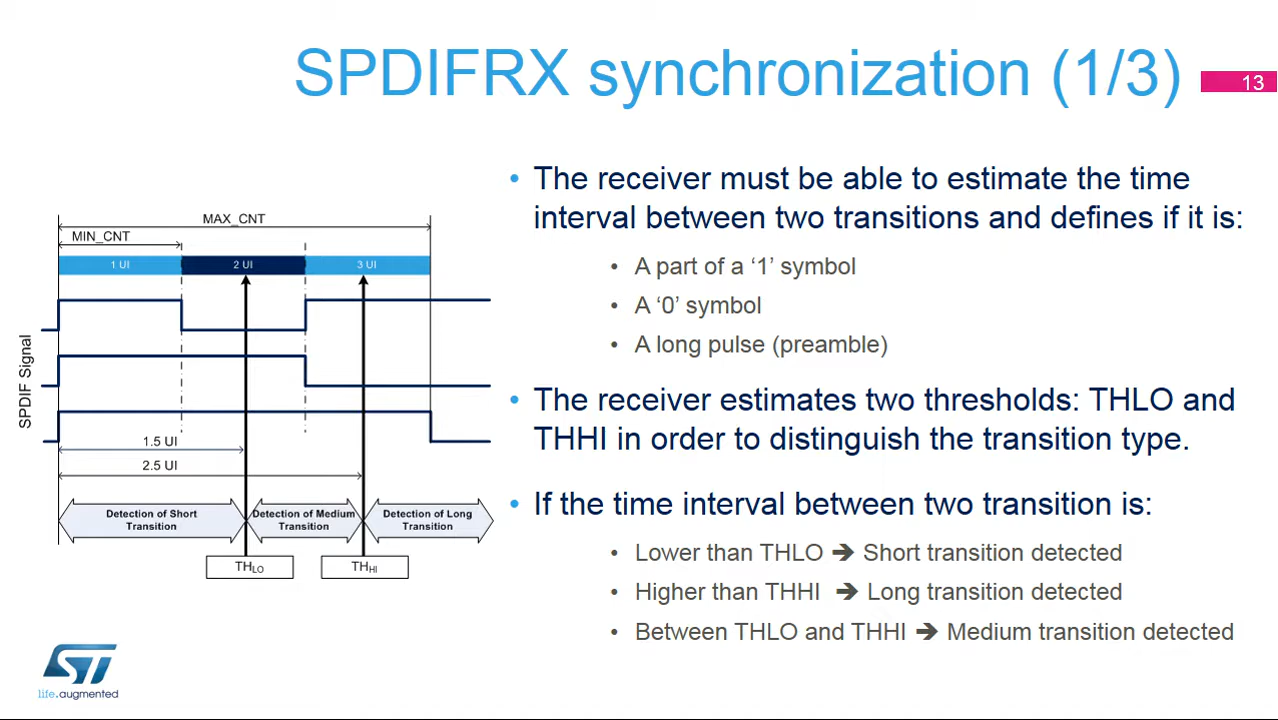 SPDIFRX synchronization (1/3)
13
MAX_CNT
MIN_CNT
1 UI
2 UI
3 UI
SPDIF Signal
1.5 UI
2.5 UI
Detection of Short
Transition
Detection of Medium
Transition
Detection of Long
Transition
THLO
THHI
• The receiver must be able to estimate the time
interval between two transitions and defines if it is:
• A part of a ‘1’ symbol
• A ‘0’ symbol
• A long pulse (preamble)
• The receiver estimates two thresholds: THLO and
THHI in order to distinguish the transition type.
• If the time interval between two transition is:
• Lower than THLO ➔ Short transition detected
• Higher than THHI ➔ Long transition detected
• Between THLO and THHI ➔ Medium transition detected
ST
life.augmented